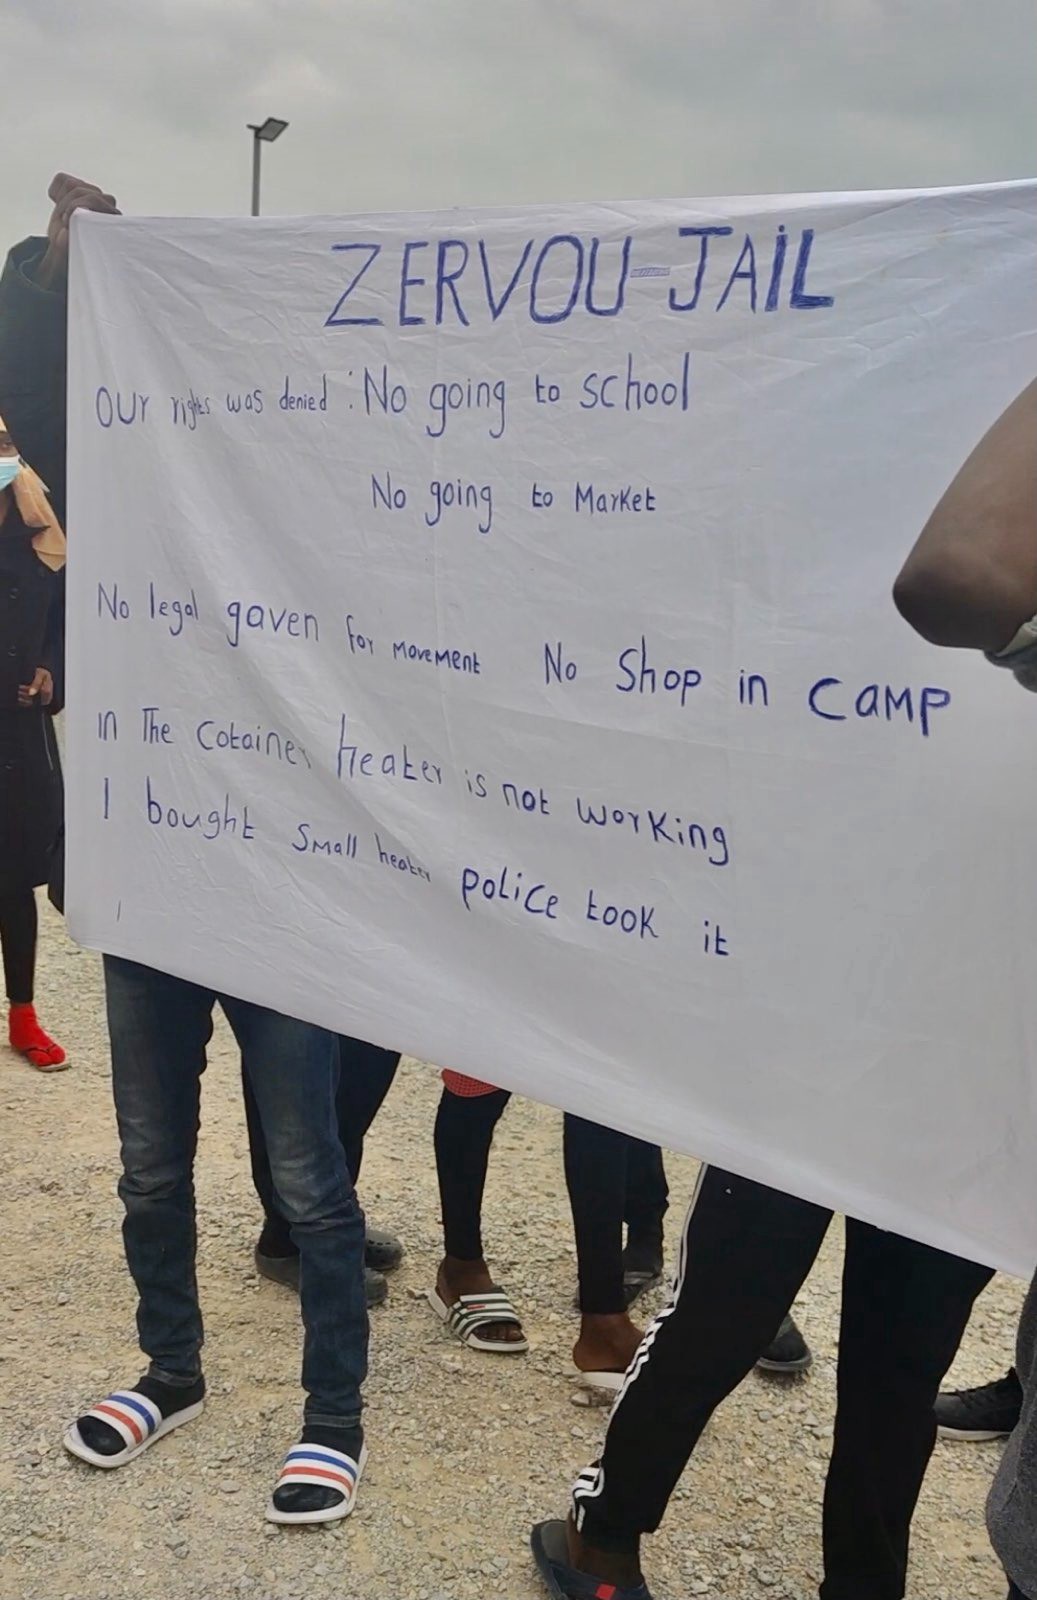 ZERVOU-JAIL
OUr rights was denied : No going to school
No going to Market
No legal gaven for movement No Shop in camp
in The cotainer heater is not working
I bought small heater police took it